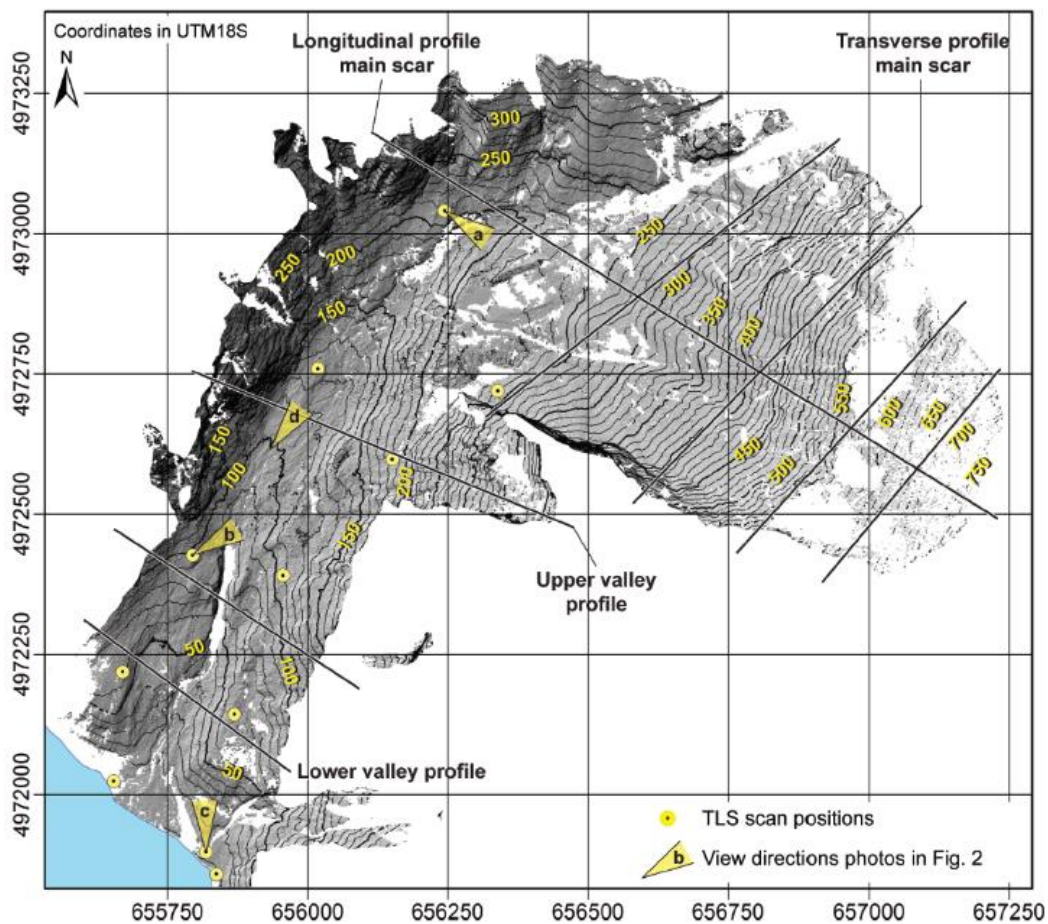 Coordinates in UTM18S
N
Longitudinal profile
main scar
Transverse profile
main scar
4973250
4973000
4972750
4972500
4972250
4972000
300
250
250
200
150
250
300
350
400
550
600
650
700
750
450
500
150
100
200
150
100
50
50
a
d
b
c
Upper valley
profile
Lower valley profile
TLS scan positions
b
View directions photos in Fig. 2
655750
656000
656250
656500
656750
657000
657250